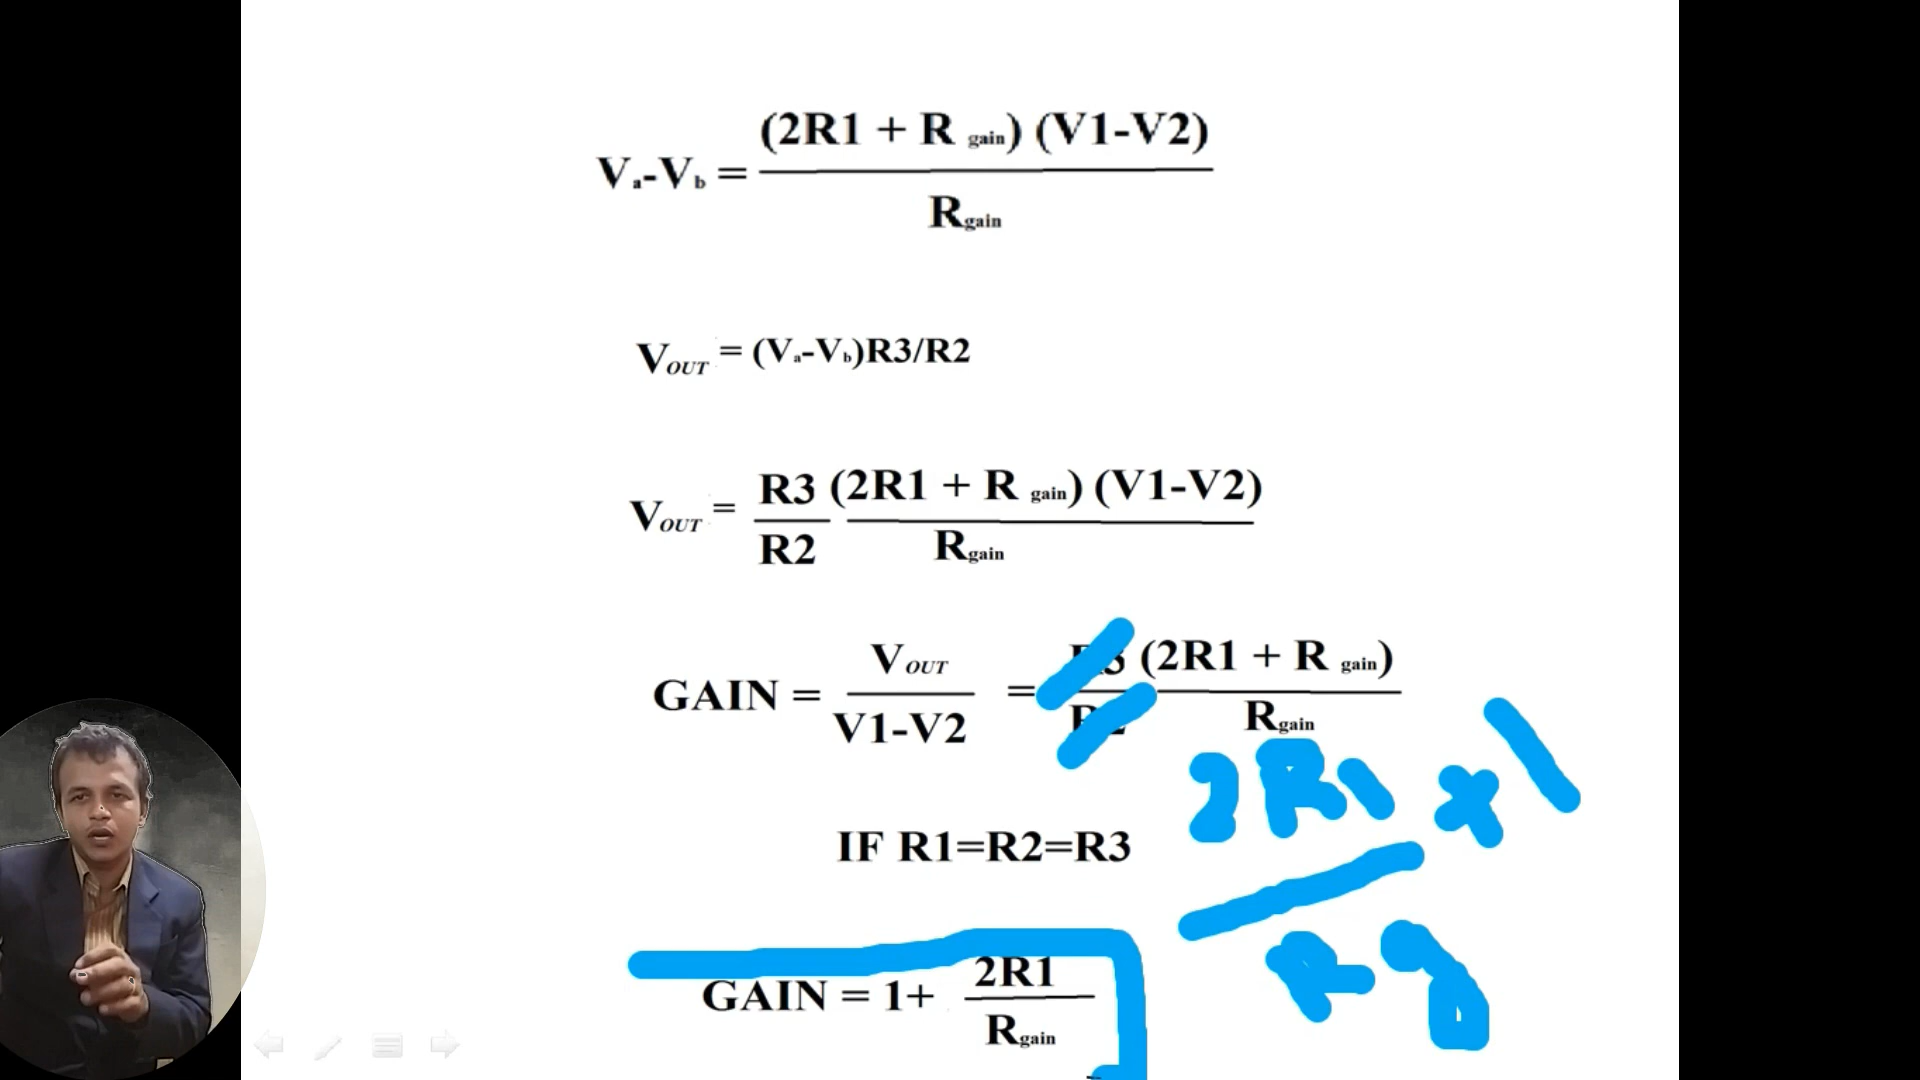 (2R1 + R gain) (V1-V2)
Va-Vb =
Rgain
VOUT = (Va-Vb)R3/R2
R3 (2R1 + R gain) (V1-V2)
VOUT =
R2 Rgain
VOUT (2R1 + R gain)
GAIN = =
V1-V2 Rgain
2R1 + 1
IF R1=R2=R3
Rg
2R1
GAIN = 1+
Rgain